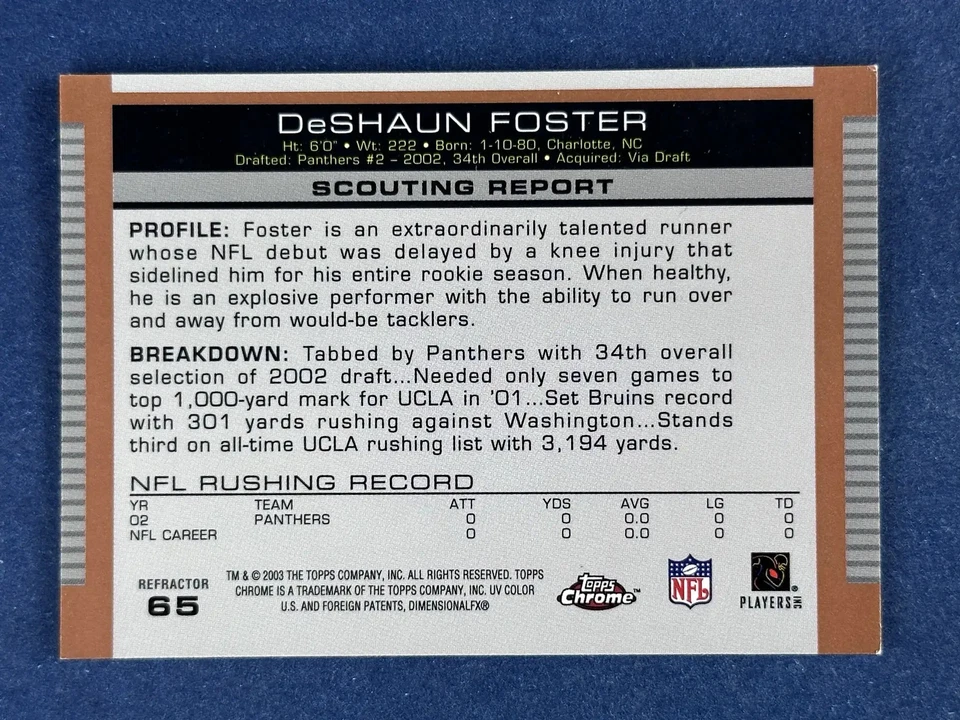 DeSHAUN FOSTER
Ht: 6'0" • Wt: 222 • Born: 1-10-80, Charlotte, NC
Drafted: Panthers #2 – 2002, 34th Overall • Acquired: Via Draft
SCOUTING REPORT
PROFILE: Foster is an extraordinarily talented runner
whose NFL debut was delayed by a knee injury that
sidelined him for his entire rookie season. When healthy,
he is an explosive performer with the ability to run over
and away from would-be tacklers.
BREAKDOWN: Tabbed by Panthers with 34th overall
selection of 2002 draft...Needed only seven games to
top 1,000-yard mark for UCLA in '01...Set Bruins record
with 301 yards rushing against Washington...Stands
third on all-time UCLA rushing list with 3,194 yards.
NFL RUSHING RECORD
YR TEAM ATT YDS AVG LG TD
02 PANTHERS 0 0 0.0 0 0
NFL CAREER 0 0 0.0 0 0
REFRACTOR
65
TM & © 2003 THE TOPPS COMPANY, INC. ALL RIGHTS RESERVED. TOPPS
CHROME IS A TRADEMARK OF THE TOPPS COMPANY, INC. UV COLOR
U.S. AND FOREIGN PATENTS, DIMENSIONALFX®
topps
Chrome™
NFL
PLAYERS INC
®